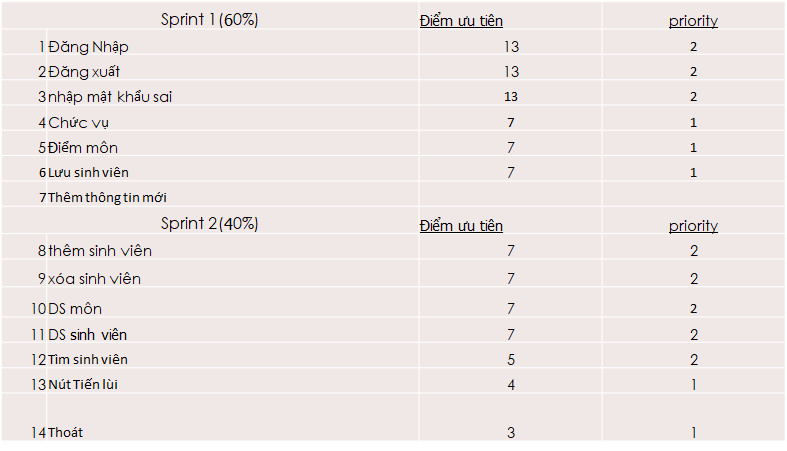 Sprint 1(60%) Điểm ưu tiên priority
1 Đăng Nhập 13 2
2 Đăng xuất 13 2
3 nhập mật khẩu sai 13 2
4 Chức vụ 7 1
5 Điểm môn 7 1
6 Lưu sinh viên 7 1
7 Thêm thông tin mới
Sprint 2(40%) Điểm ưu tiên priority
8 thêm sinh viên 7 2
9 xóa sinh viên 7 2
10 DS môn 7 2
11 DS sinh viên 7 2
12 Tìm sinh viên 5 2
13 Nút Tiến lùi 4 1
14 Thoát 3 1